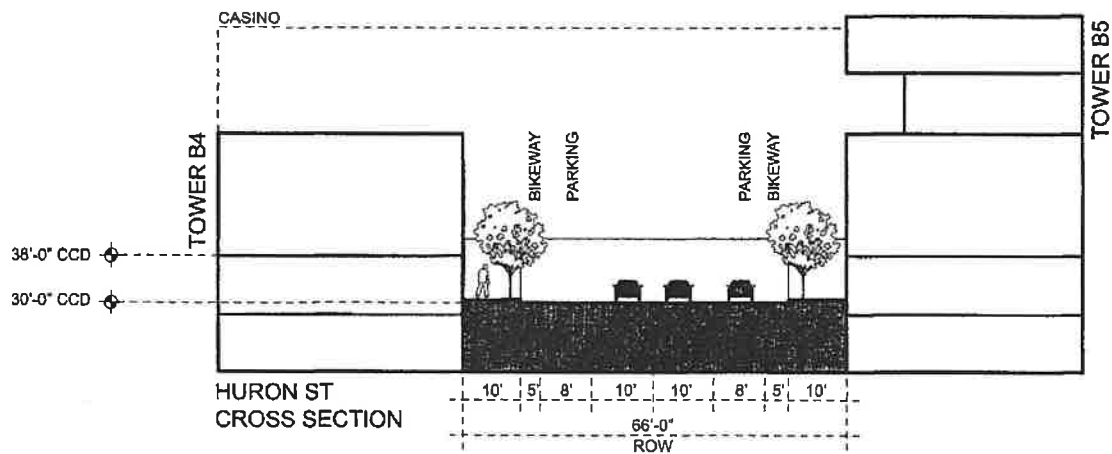 CASINO
TOWER B4
TOWER B5
BIKEWAY
PARKING
PARKING
BIKEWAY
38'-0" CCD
30'-0" CCD
HURON ST
CROSS SECTION
10' 5' 8' 10' 10' 8' 5' 10'
66'-0"
ROW